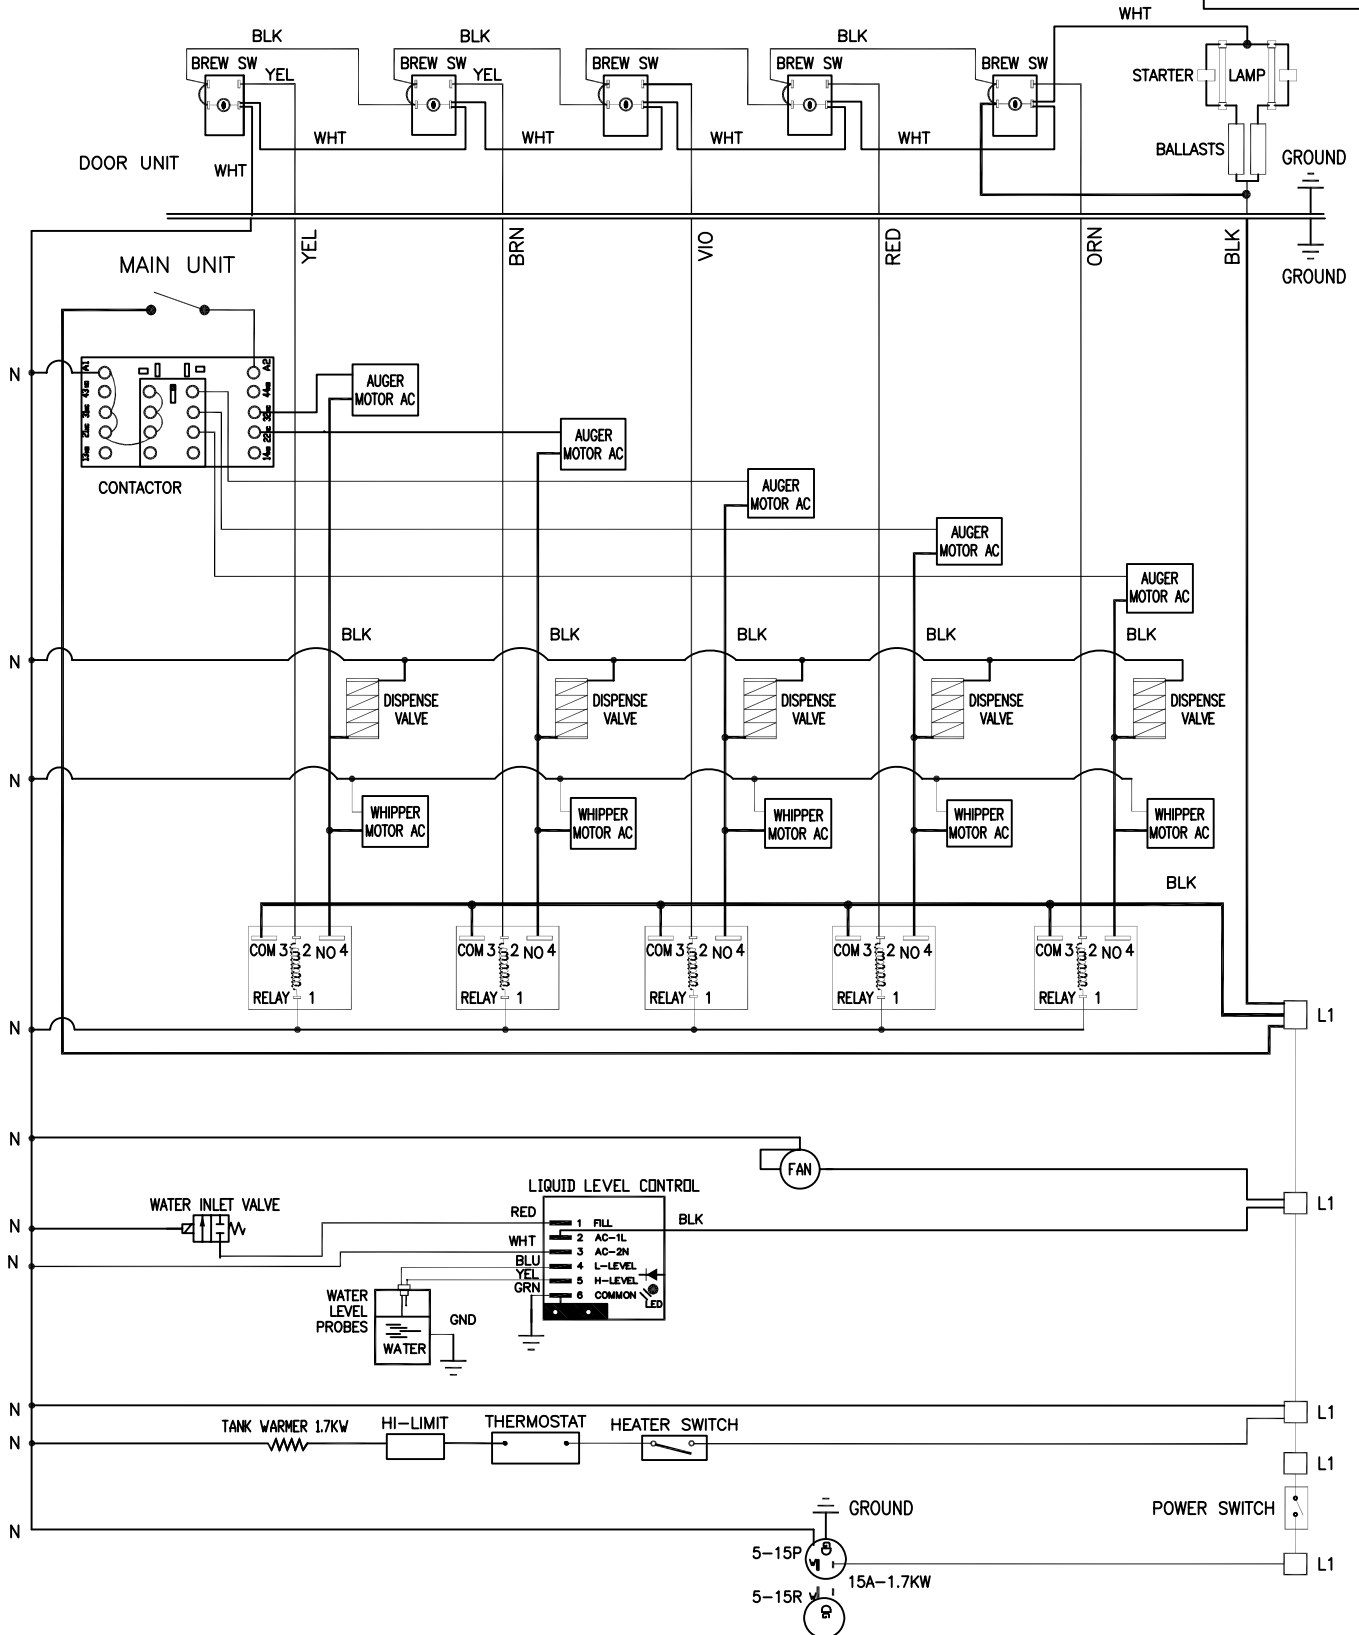 WHT
BLK
BLK
BLK
BREW SW
BREW SW
BREW SW
BREW SW
BREW SW
YEL
YEL
STARTER
LAMP
WHT
WHT
WHT
WHT
BALLASTS
GROUND
DOOR UNIT
WHT
YEL
BRN
VIO
RED
ORN
BLK
MAIN UNIT
GROUND
N
A1
A2
CONTACTOR
AUGER
MOTOR AC
AUGER
MOTOR AC
AUGER
MOTOR AC
AUGER
MOTOR AC
AUGER
MOTOR AC
BLK
BLK
BLK
BLK
BLK
N
DISPENSE
VALVE
DISPENSE
VALVE
DISPENSE
VALVE
DISPENSE
VALVE
DISPENSE
VALVE
N
WHIPPER
MOTOR AC
WHIPPER
MOTOR AC
WHIPPER
MOTOR AC
WHIPPER
MOTOR AC
WHIPPER
MOTOR AC
BLK
COM 3 2 NO 4
COM 3 2 NO 4
COM 3 2 NO 4
COM 3 2 NO 4
COM 3 2 NO 4
RELAY 1
RELAY 1
RELAY 1
RELAY 1
RELAY 1
N
L1
N
FAN
LIQUID LEVEL CONTROL
WATER INLET VALVE
L1
N
RED
1 FILL
BLK
2 AC-1L
WHT
3 AC-2N
N
BLU
4 L-LEVEL
YEL
5 H-LEVEL
GRN
6 COMMON
LED
WATER
LEVEL
PROBES
GND
WATER
N
L1
TANK WARMER 1.7KW
HI-LIMIT
THERMOSTAT
HEATER SWITCH
N
L1
POWER SWITCH
GROUND
N
5-15P
L1
15A-1.7KW
5-15R